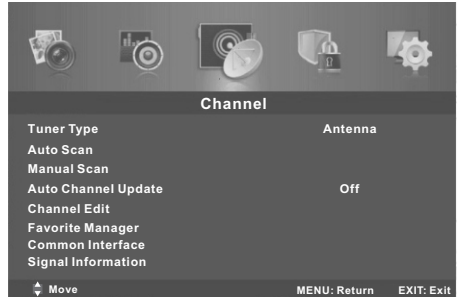 Channel
Tuner Type Antenna
Auto Scan
Manual Scan
Auto Channel Update Off
Channel Edit
Favorite Manager
Common Interface
Signal Information
Move MENU: Return EXIT: Exit